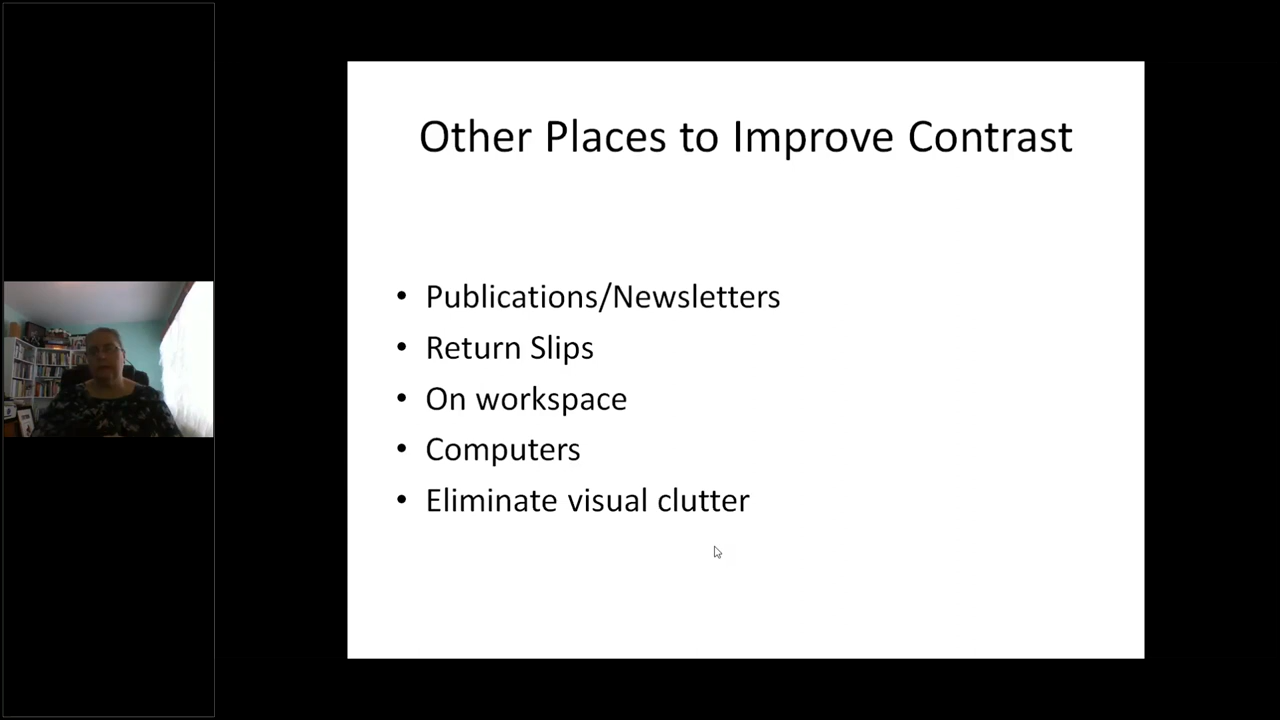 Other Places to Improve Contrast
• Publications/Newsletters
• Return Slips
• On workspace
• Computers
• Eliminate visual clutter